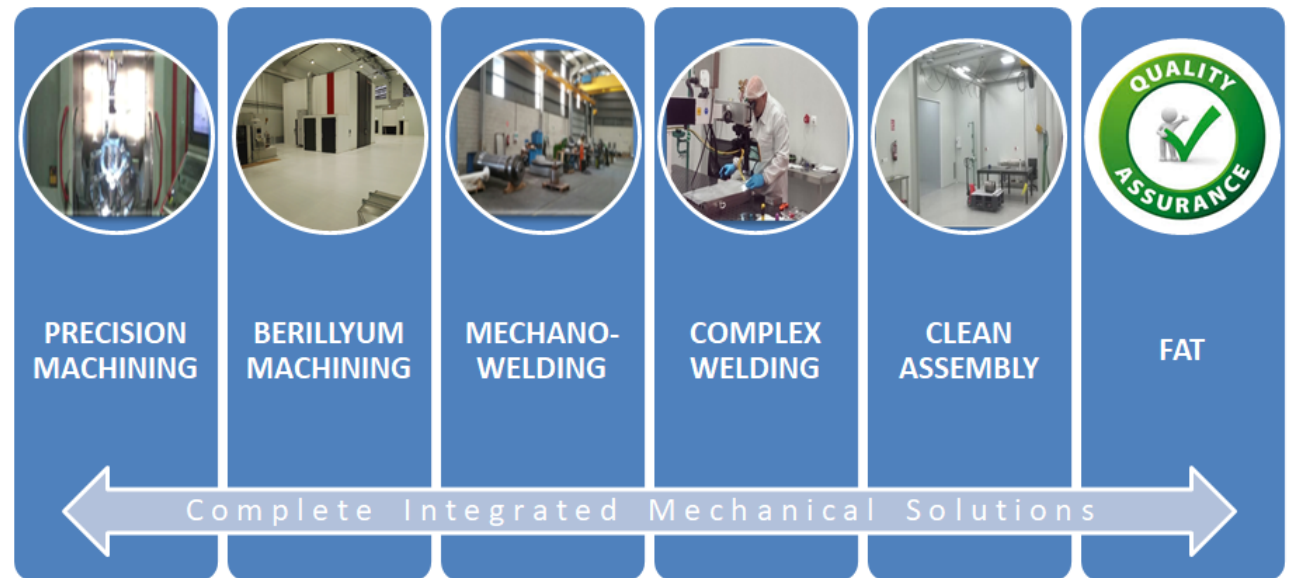 QUALITY
ASSURANCE
PRECISION
MACHINING
BERILLYUM
MACHINING
MECHANO-
WELDING
COMPLEX
WELDING
CLEAN
ASSEMBLY
FAT
Complete Integrated Mechanical Solutions